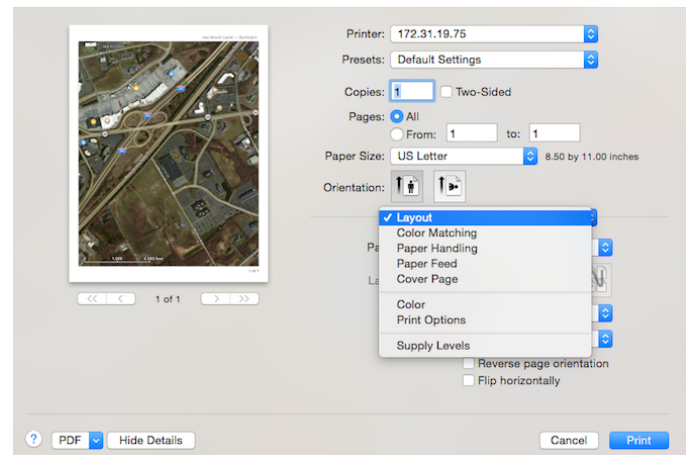 Printer: 172.31.19.75
Presets: Default Settings
Copies: 1 Two-Sided
Pages: All
From: 1 to: 1
Paper Size: US Letter 8.50 by 11.00 inches
Orientation:
✓ Layout
Color Matching
Pa Paper Handling
Paper Feed
La Cover Page
Color
Print Options
Supply Levels
Reverse page orientation
Flip horizontally
<< < 1 of 1 > >>
? PDF Hide Details Cancel Print